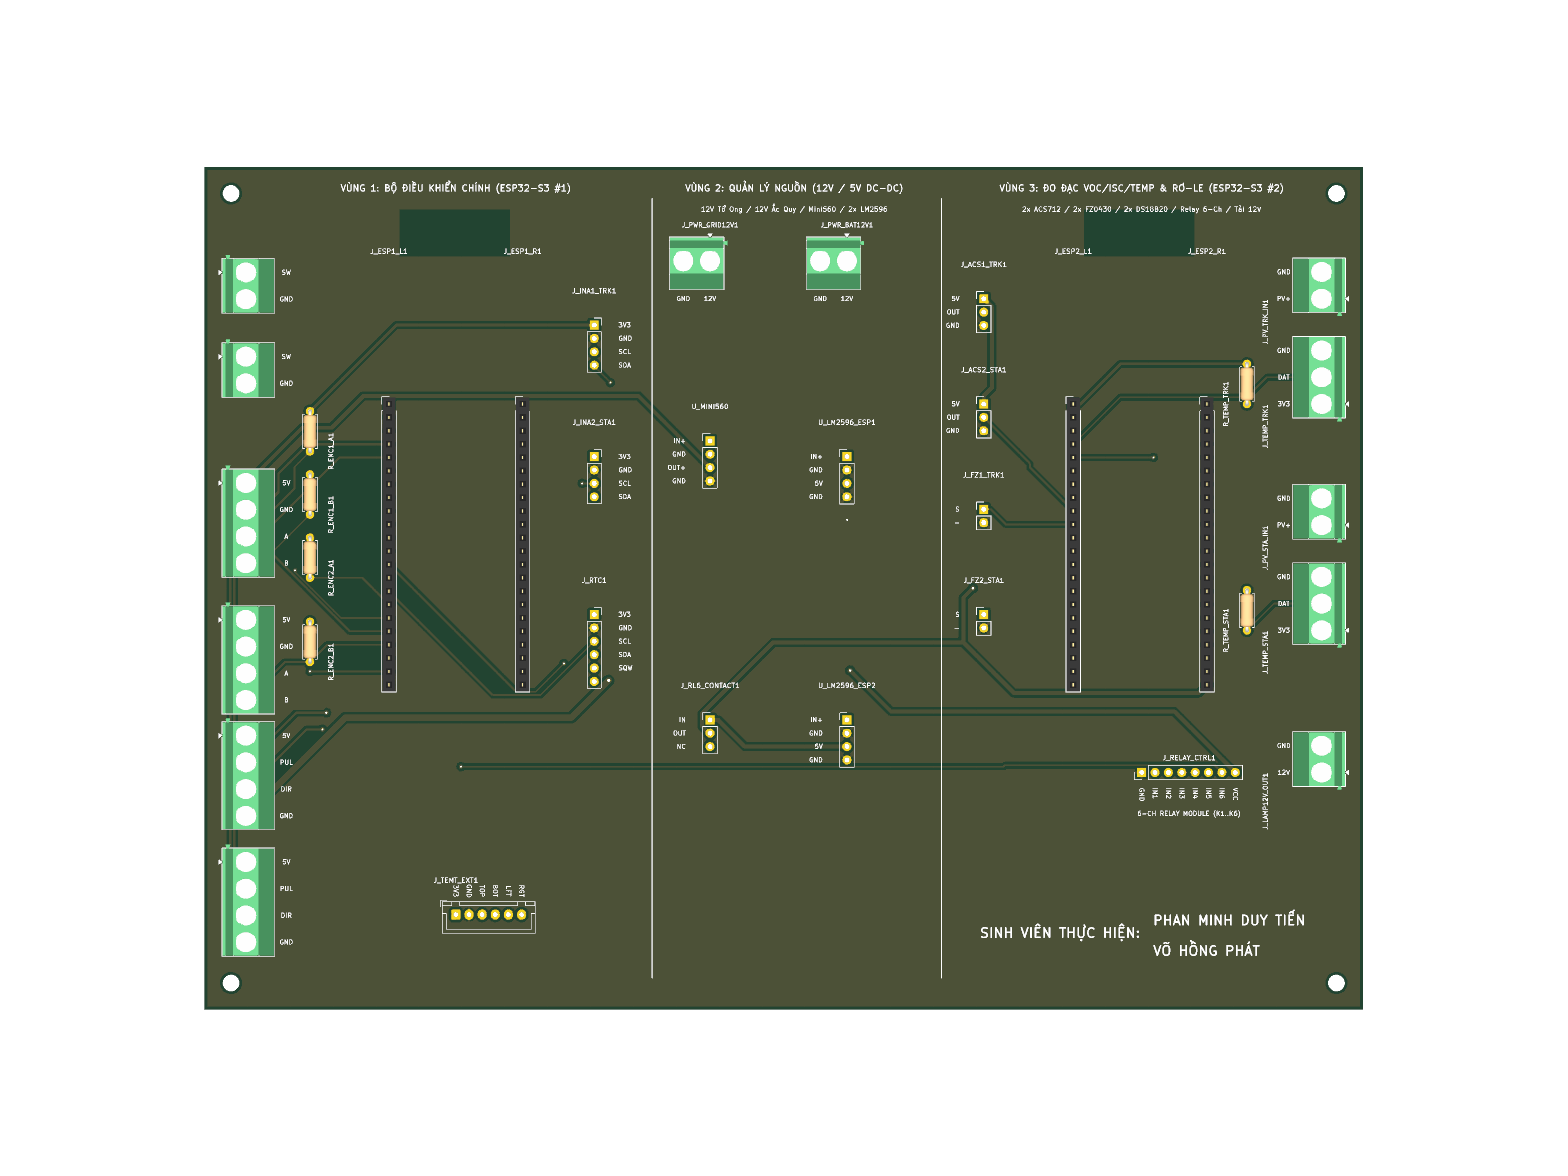 VÙNG 1: BỘ ĐIỀU KHIỂN CHÍNH (ESP32-S3 #1)
VÙNG 2: QUẢN LÝ NGUỒN (12V / 5V DC-DC)
VÙNG 3: ĐO ĐẠC VOC/ISC/TEMP & RƠ-LE (ESP32-S3 #2)
12V Tổ Ong / 12V Ắc Quy / Mini560 / 2x LM2596
2x ACS712 / 2x FZ0430 / 2x DS18B20 / Relay 6-Ch / Tải 12V
J_ESP1_L1
J_ESP1_R1
J_PWR_GRID12V1
J_PWR_BAT12V1
J_ESP2_L1
J_ESP2_R1
SW
GND
SW
GND
R_ENC1_A1
5V
GND
A
B
R_ENC1_B1
R_ENC2_A1
5V
GND
A
B
R_ENC2_B1
5V
PUL
DIR
GND
5V
PUL
DIR
GND
J_INA1_TRK1
3V3
GND
SCL
SDA
J_INA2_STA1
3V3
GND
SCL
SDA
J_RTC1
3V3
GND
SCL
SDA
SQW
J_TEMT_EXT1
3V3
GND
TOP
BOT
LFT
RGT
GND
12V
GND
12V
U_MINI560
IN+
GND
OUT+
GND
U_LM2596_ESP1
IN+
GND
5V
GND
J_RL6_CONTACT1
IN
OUT
NC
U_LM2596_ESP2
IN+
GND
5V
GND
J_ACS1_TRK1
5V
OUT
GND
J_ACS2_STA1
5V
OUT
GND
J_FZ1_TRK1
S
-
J_FZ2_STA1
S
-
GND
PV+
J_PV_TRK_IN1
GND
DAT
3V3
R_TEMP_TRK1
J_TEMP_TRK1
GND
PV+
J_PV_STA_IN1
GND
DAT
3V3
R_TEMP_STA1
J_TEMP_STA1
GND
12V
J_LAMP12V_OUT1
J_RELAY_CTRL1
GND
IN1
IN2
IN3
IN4
IN5
IN6
VCC
6-CH RELAY MODULE (K1..K6)
SINH VIÊN THỰC HIỆN:
PHAN MINH DUY TIẾN
VÕ HỒNG PHÁT